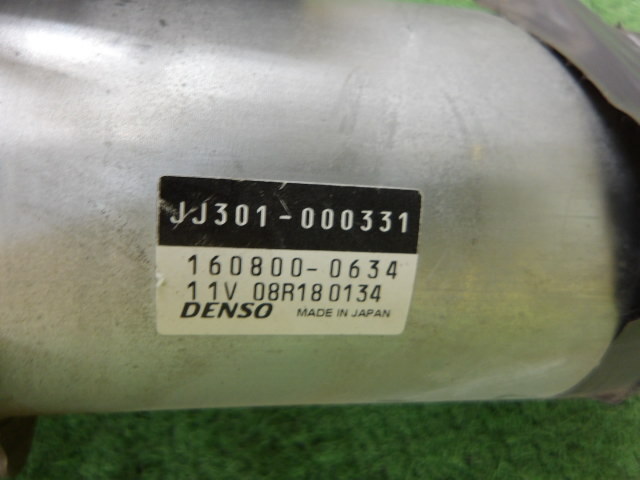 JJ301-000331
160800-0634
11V 08R180134
DENSO MADE IN JAPAN